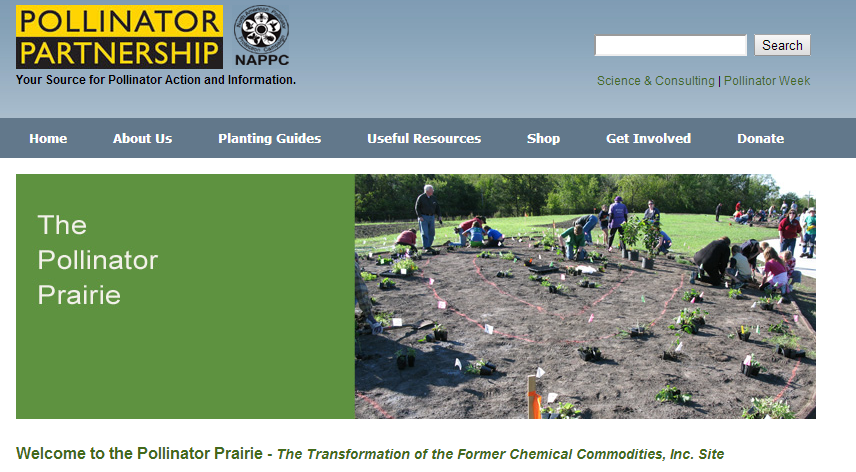 POLLINATOR
PARTNERSHIP
NAPPC
Your Source for Pollinator Action and Information.
Search
Science & Consulting | Pollinator Week
Home About Us Planting Guides Useful Resources Shop Get Involved Donate
The
Pollinator
Prairie
Welcome to the Pollinator Prairie - The Transformation of the Former Chemical Commodities, Inc. Site